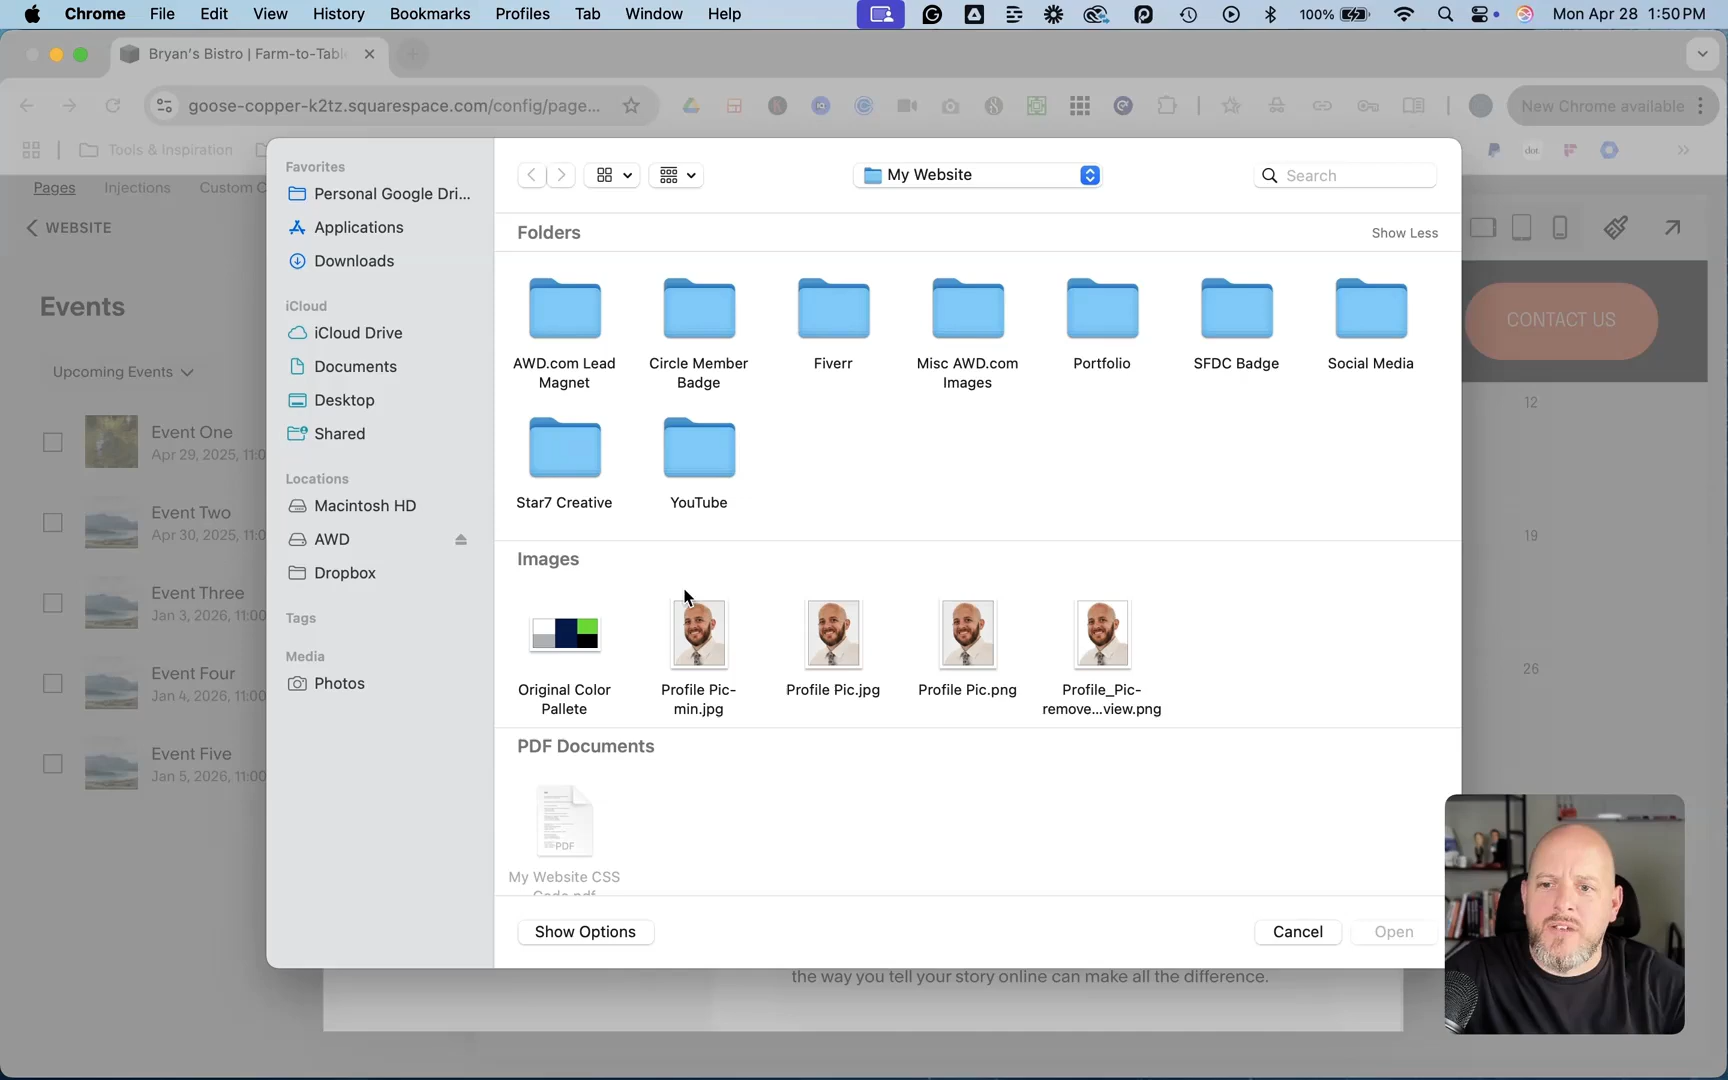 Chrome File Edit View History Bookmarks Profiles Tab Window Help 100% Mon Apr 28 1:50 PM
Bryan's Bistro | Farm-to-Table
goose-copper-k2tz.squarespace.com/config/page...
New Chrome available
Tools & Inspiration
dot
Pages Injections Custom C
WEBSITE
Events
Upcoming Events
Event One
Apr 29, 2025, 11:0
Event Two
Apr 30, 2025, 11:0
Event Three
Jan 3, 2026, 11:00
Event Four
Jan 4, 2026, 11:00
Event Five
Jan 5, 2026, 11:00
Favorites
Personal Google Dri...
Applications
Downloads
iCloud
iCloud Drive
Documents
Desktop
Shared
Locations
Macintosh HD
AWD
Dropbox
Tags
Media
Photos
My Website
Search
Folders
Show Less
AWD.com Lead
Magnet
Circle Member
Badge
Fiverr
Misc AWD.com
Images
Portfolio
SFDC Badge
Social Media
Star7 Creative
YouTube
Images
Original Color
Pallete
Profile Pic-
min.jpg
Profile Pic.jpg
Profile Pic.png
Profile_Pic-
remove...view.png
PDF Documents
PDF
My Website CSS
Code.pdf
Show Options
Cancel
Open
CONTACT US
12
19
26
the way you tell your story online can make all the difference.